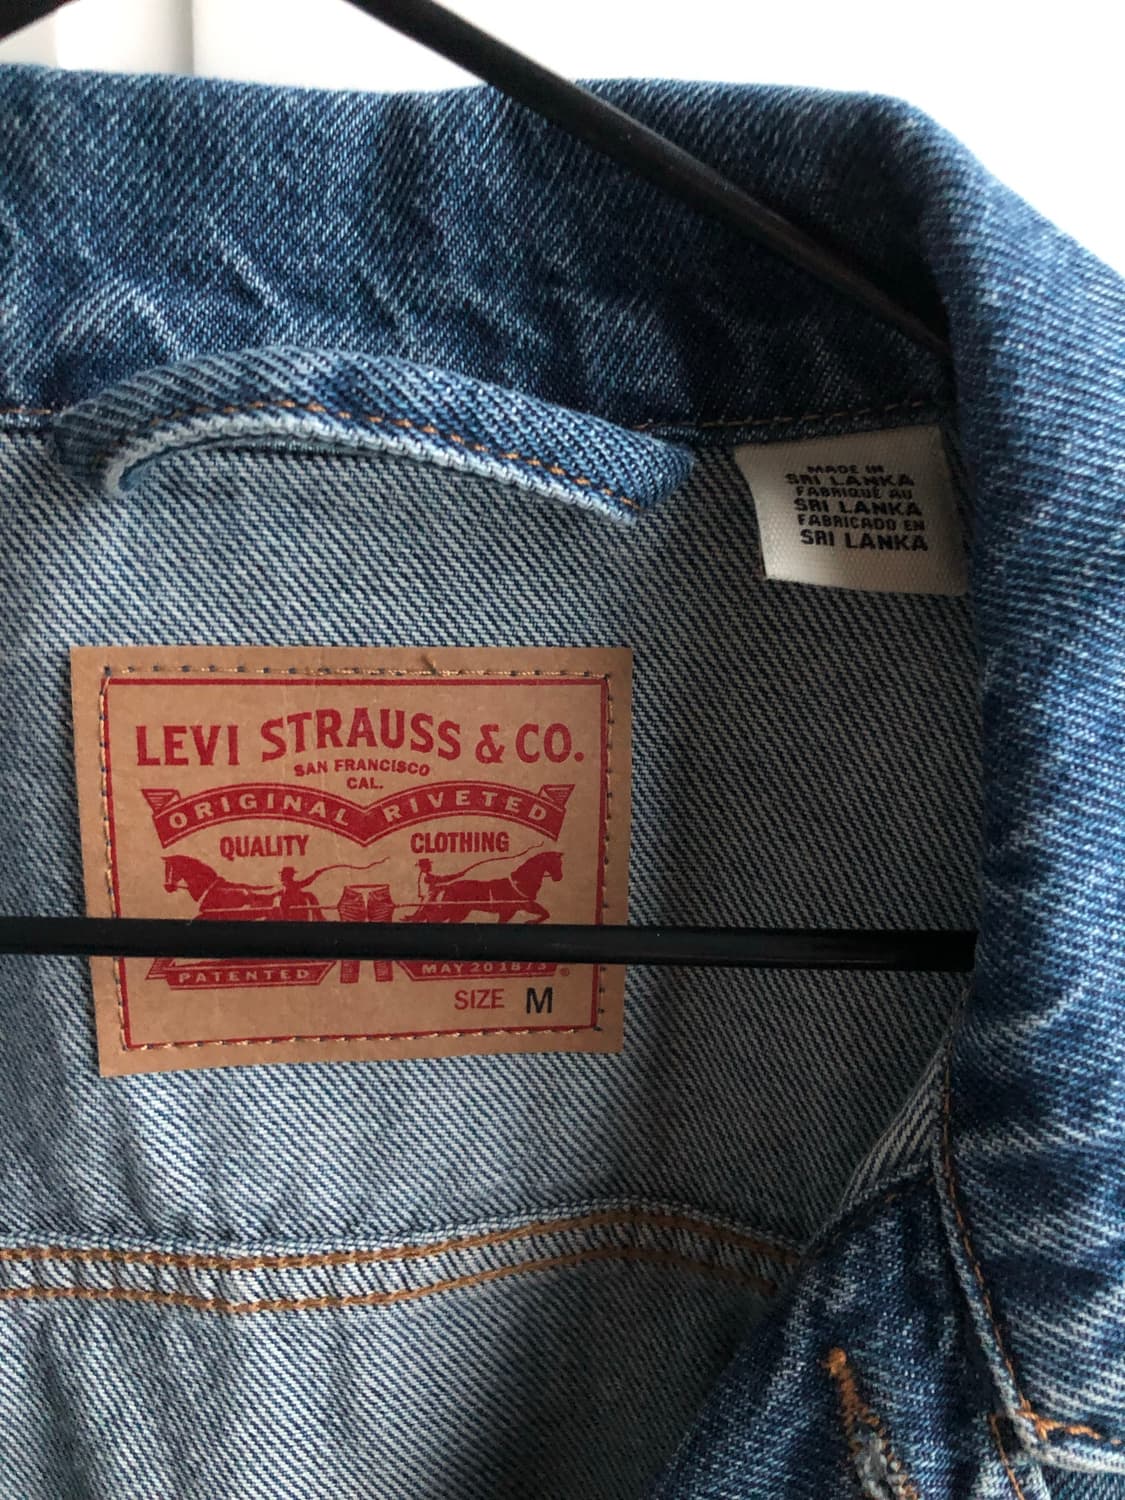 MADE IN
SRI LANKA
FABRIQUÉ AU
SRI LANKA
FABRICADO EN
SRI LANKA
LEVI STRAUSS & CO.
SAN FRANCISCO
CAL.
ORIGINAL RIVETED
QUALITY CLOTHING
PATENTED MAY 20 1873 ®
SIZE M